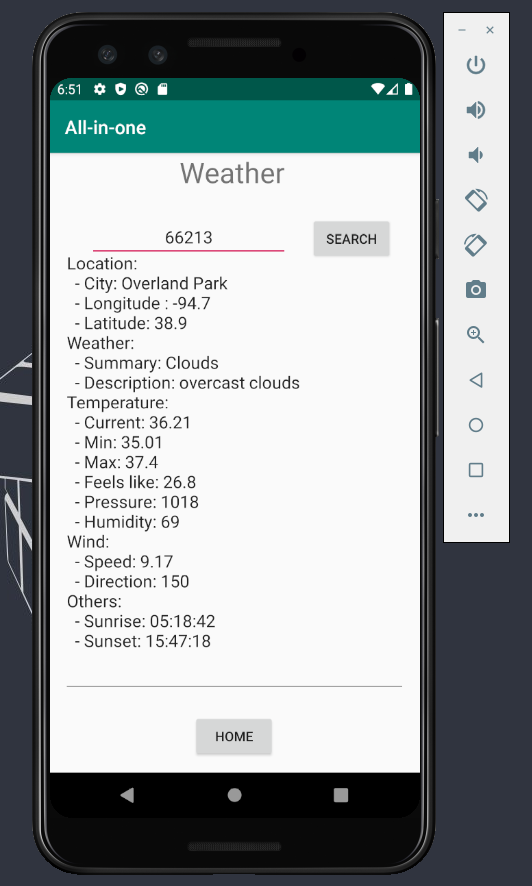 6:51
All-in-one
Weather
66213
SEARCH
Location:
- City: Overland Park
- Longitude : -94.7
- Latitude: 38.9
Weather:
- Summary: Clouds
- Description: overcast clouds
Temperature:
- Current: 36.21
- Min: 35.01
- Max: 37.4
- Feels like: 26.8
- Pressure: 1018
- Humidity: 69
Wind:
- Speed: 9.17
- Direction: 150
Others:
- Sunrise: 05:18:42
- Sunset: 15:47:18
HOME